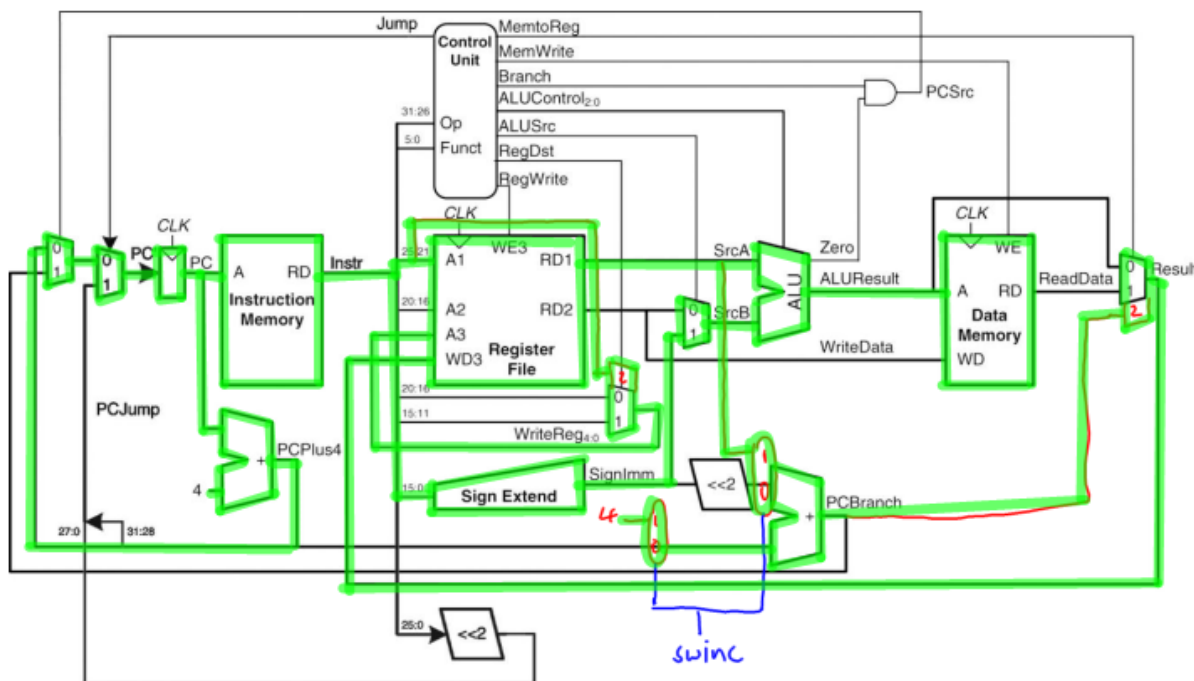 Jump
Control
Unit
MemtoReg
MemWrite
Branch
ALUControl2:0
ALUSrc
RegDst
RegWrite
PCSrc
31:26
Op
5:0
Funct
CLK
CLK
CLK
0
1
0
1
PC
PC
A
RD
Instruction
Memory
Instr
25:21
A1
WE3
RD1
20:16
A2
RD2
A3
WD3
Register
File
SrcA
0
1
SrcB
ALU
Zero
ALUResult
WriteData
WE
A
RD
Data
Memory
WD
ReadData
0
1
2
Result
2
0
1
20:16
15:11
WriteReg4:0
PCJump
4
+
PCPlus4
15:0
Sign Extend
SignImm
<<2
1
0
4
1
0
+
PCBranch
27:0
31:28
25:0
<<2
swinc